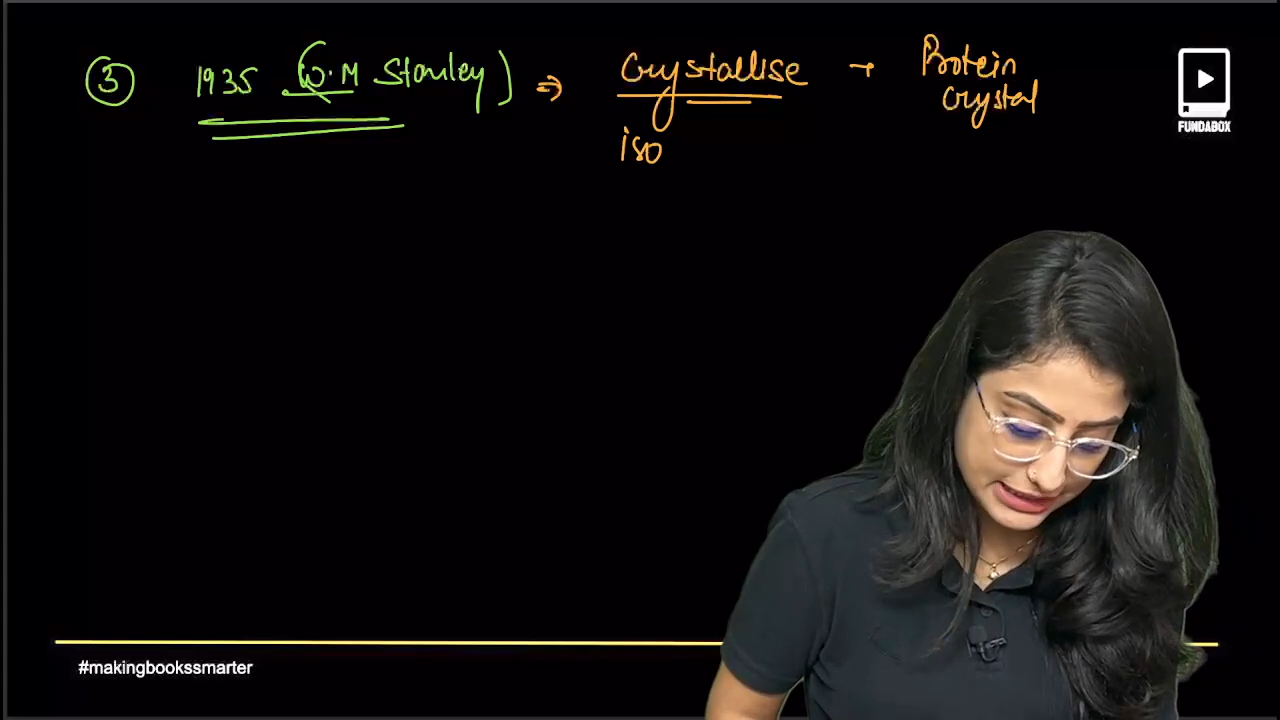 3 1935 (W.M Stanley) ⇒ Crystallise → Protein crystal
iso
FUNDABOX
#makingbookssmarter